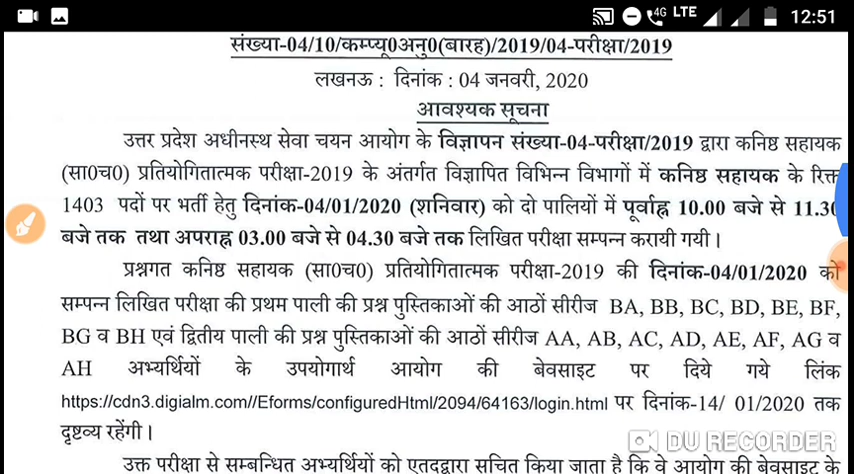 4G LTE 12:51
संख्या-04/10/कम्प्यू0अनु0(बारह)/2019/04-परीक्षा/2019
लखनऊ : दिनांक : 04 जनवरी, 2020
आवश्यक सूचना
उत्तर प्रदेश अधीनस्थ सेवा चयन आयोग के विज्ञापन संख्या-04-परीक्षा/2019 द्वारा कनिष्ठ सहायक
(सा0च0) प्रतियोगितात्मक परीक्षा-2019 के अंतर्गत विज्ञापित विभिन्न विभागों में कनिष्ठ सहायक के रिक्त
1403 पदों पर भर्ती हेतु दिनांक-04/01/2020 (शनिवार) को दो पालियों में पूर्वाह्न 10.00 बजे से 11.30
बजे तक तथा अपराह्न 03.00 बजे से 04.30 बजे तक लिखित परीक्षा सम्पन्न करायी गयी।
प्रश्नगत कनिष्ठ सहायक (सा0च0) प्रतियोगितात्मक परीक्षा-2019 की दिनांक-04/01/2020 को
सम्पन्न लिखित परीक्षा की प्रथम पाली की प्रश्न पुस्तिकाओं की आठों सीरीज BA, BB, BC, BD, BE, BF,
BG व BH एवं द्वितीय पाली की प्रश्न पुस्तिकाओं की आठों सीरीज AA, AB, AC, AD, AE, AF, AG व
AH अभ्यर्थियों के उपयोगार्थ आयोग की बेवसाइट पर दिये गये लिंक
https://cdn3.digialm.com//Eforms/configuredHtml/2094/64163/login.html पर दिनांक-14/ 01/2020 तक
दृष्टव्य रहेंगी।
DU RECORDER
उक्त परीक्षा से सम्बन्धित अभ्यर्थियों को एतदद्वारा सूचित किया जाता है कि वे आयोग की बेवसाइट के